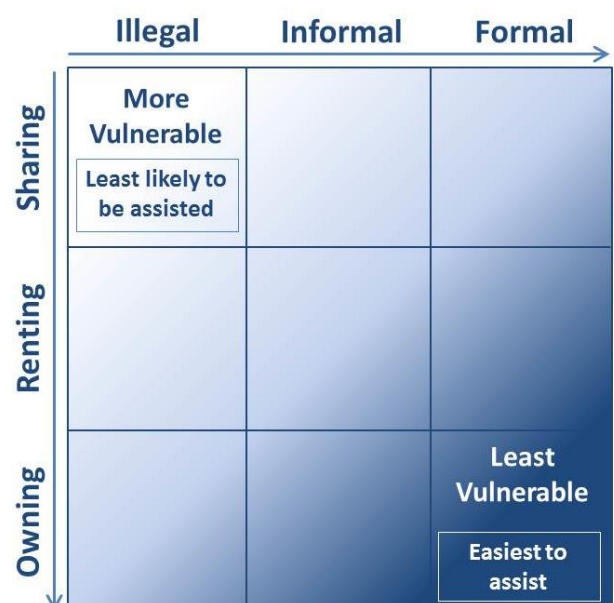 Illegal Informal Formal
Sharing
More
Vulnerable
Least likely to
be assisted
Renting
Owning
Least
Vulnerable
Easiest to
assist